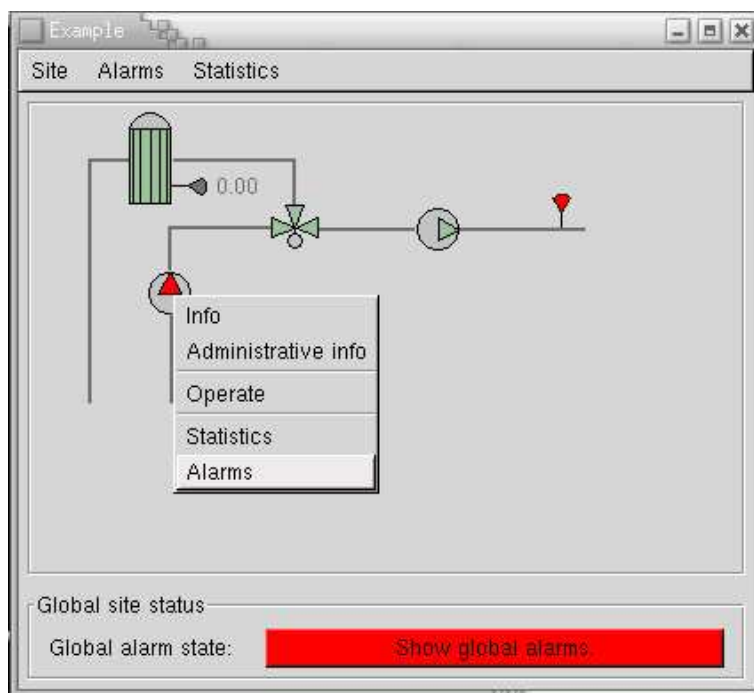 Example
Site Alarms Statistics
0.00
Info
Administrative info
Operate
Statistics
Alarms
Global site status
Global alarm state: Show global alarms.